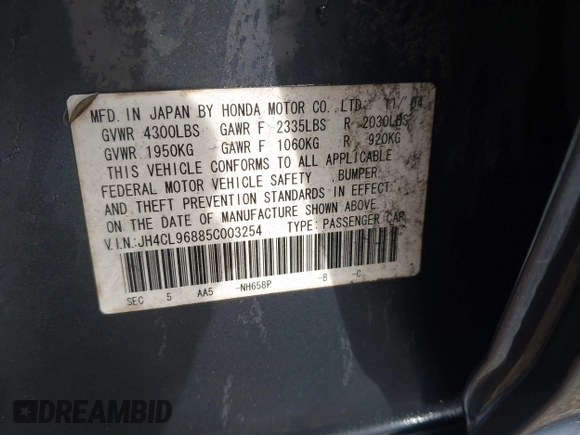 MFD. IN JAPAN BY HONDA MOTOR CO., LTD. 11/04
GVWR 4300LBS GAWR F 2335LBS R 2030LBS
GVWR 1950KG GAWR F 1060KG R 920KG
THIS VEHICLE CONFORMS TO ALL APPLICABLE
FEDERAL MOTOR VEHICLE SAFETY .BUMPER
AND THEFT PREVENTION STANDARDS IN EFFECT
ON THE DATE OF MANUFACTURE SHOWN ABOVE.
V.I.N.:JH4CL96885C003254 TYPE:PASSENGER CAR
SEC 5 AA5 -NH658P -B -C
DREAMBID